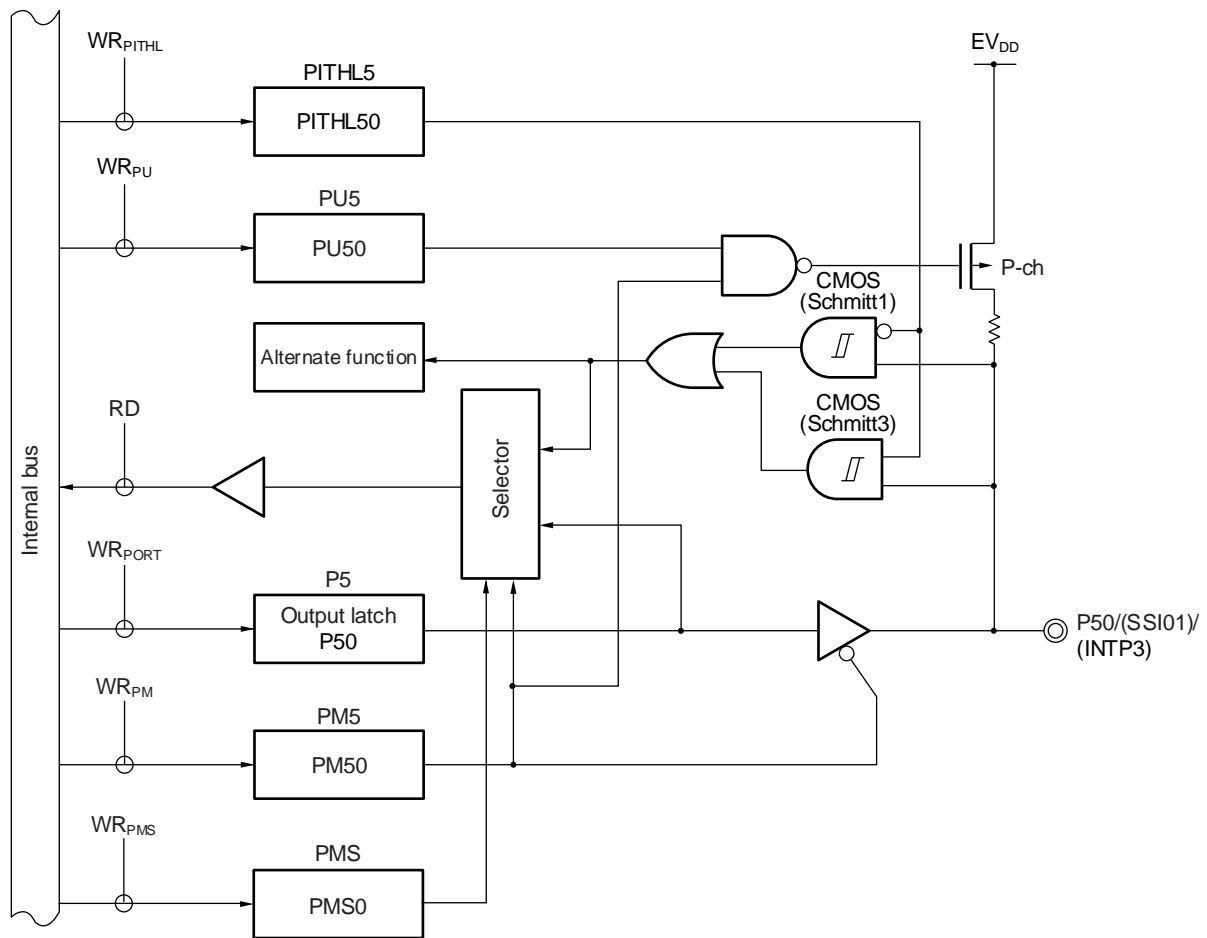 WRPITHL
EVDD
PITHL5
PITHL50
WRPU
PU5
PU50
P-ch
CMOS
(Schmitt1)
Alternate function
RD
CMOS
(Schmitt3)
Selector
Internal bus
WRPORT
P5
Output latch
P50
P50/(SSI01)/
(INTP3)
WRPM
PM5
PM50
WRPMS
PMS
PMS0